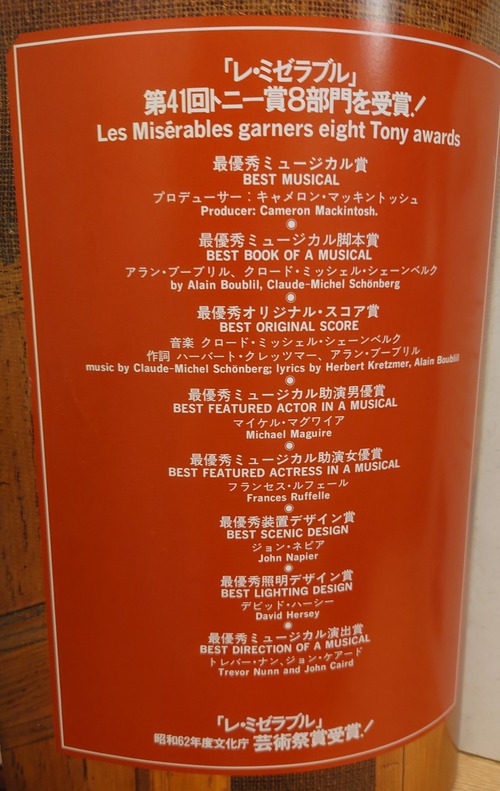 「レ・ミゼラブル」
第41回トニー賞8部門を受賞!
Les Misérables garners eight Tony awards
最優秀ミュージカル賞
BEST MUSICAL
プロデューサー:キャメロン・マッキントッシュ
Producer: Cameron Mackintosh.
最優秀ミュージカル脚本賞
BEST BOOK OF A MUSICAL
アラン・ブーブリル、クロード・ミッシェル・シェーンベルク
by Alain Boublil, Claude-Michel Schönberg
最優秀オリジナル・スコア賞
BEST ORIGINAL SCORE
音楽 クロード・ミッシェル・シェーンベルク
作詞 ハーバート・クレッツマー、アラン・ブーブリル
music by Claude-Michel Schönberg; lyrics by Herbert Kretzmer, Alain Boublil
最優秀ミュージカル助演男優賞
BEST FEATURED ACTOR IN A MUSICAL
マイケル・マグワイア
Michael Maguire
最優秀ミュージカル助演女優賞
BEST FEATURED ACTRESS IN A MUSICAL
フランセス・ルフェール
Frances Ruffelle
最優秀装置デザイン賞
BEST SCENIC DESIGN
ジョン・ネピア
John Napier
最優秀照明デザイン賞
BEST LIGHTING DESIGN
デビッド・ハーシー
David Hersey
最優秀ミュージカル演出賞
BEST DIRECTION OF A MUSICAL
トレバー・ナン、ジョン・ケアード
Trevor Nunn and John Caird
「レ・ミゼラブル」
昭和62年度文化庁 芸術祭賞受賞!